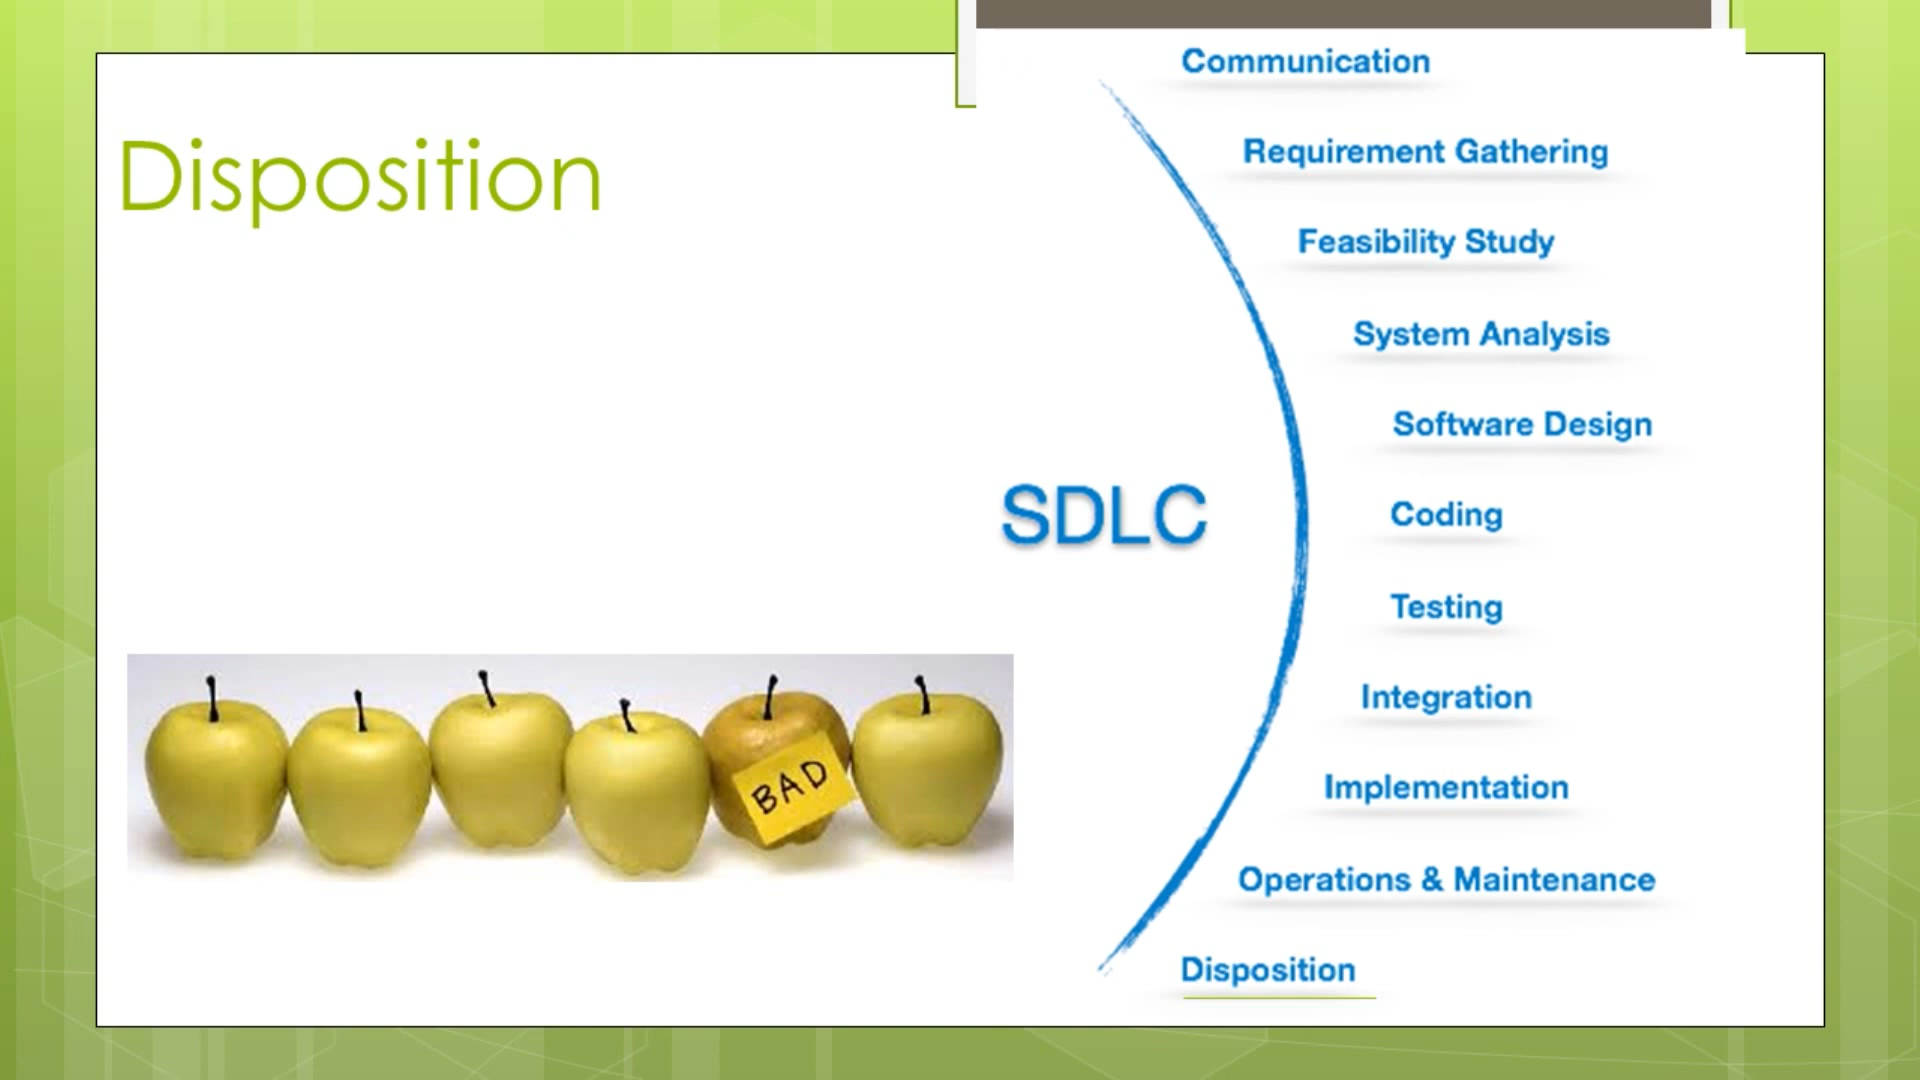 Disposition
BAD
SDLC
Communication
Requirement Gathering
Feasibility Study
System Analysis
Software Design
Coding
Testing
Integration
Implementation
Operations & Maintenance
Disposition